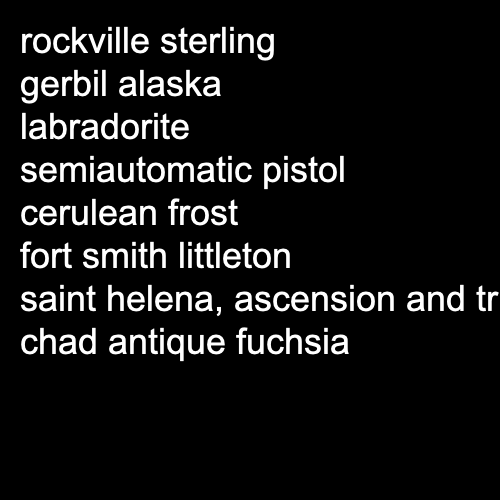 rockville sterling
gerbil alaska
labradorite
semiautomatic pistol
cerulean frost
fort smith littleton
saint helena, ascension and tr
chad antique fuchsia